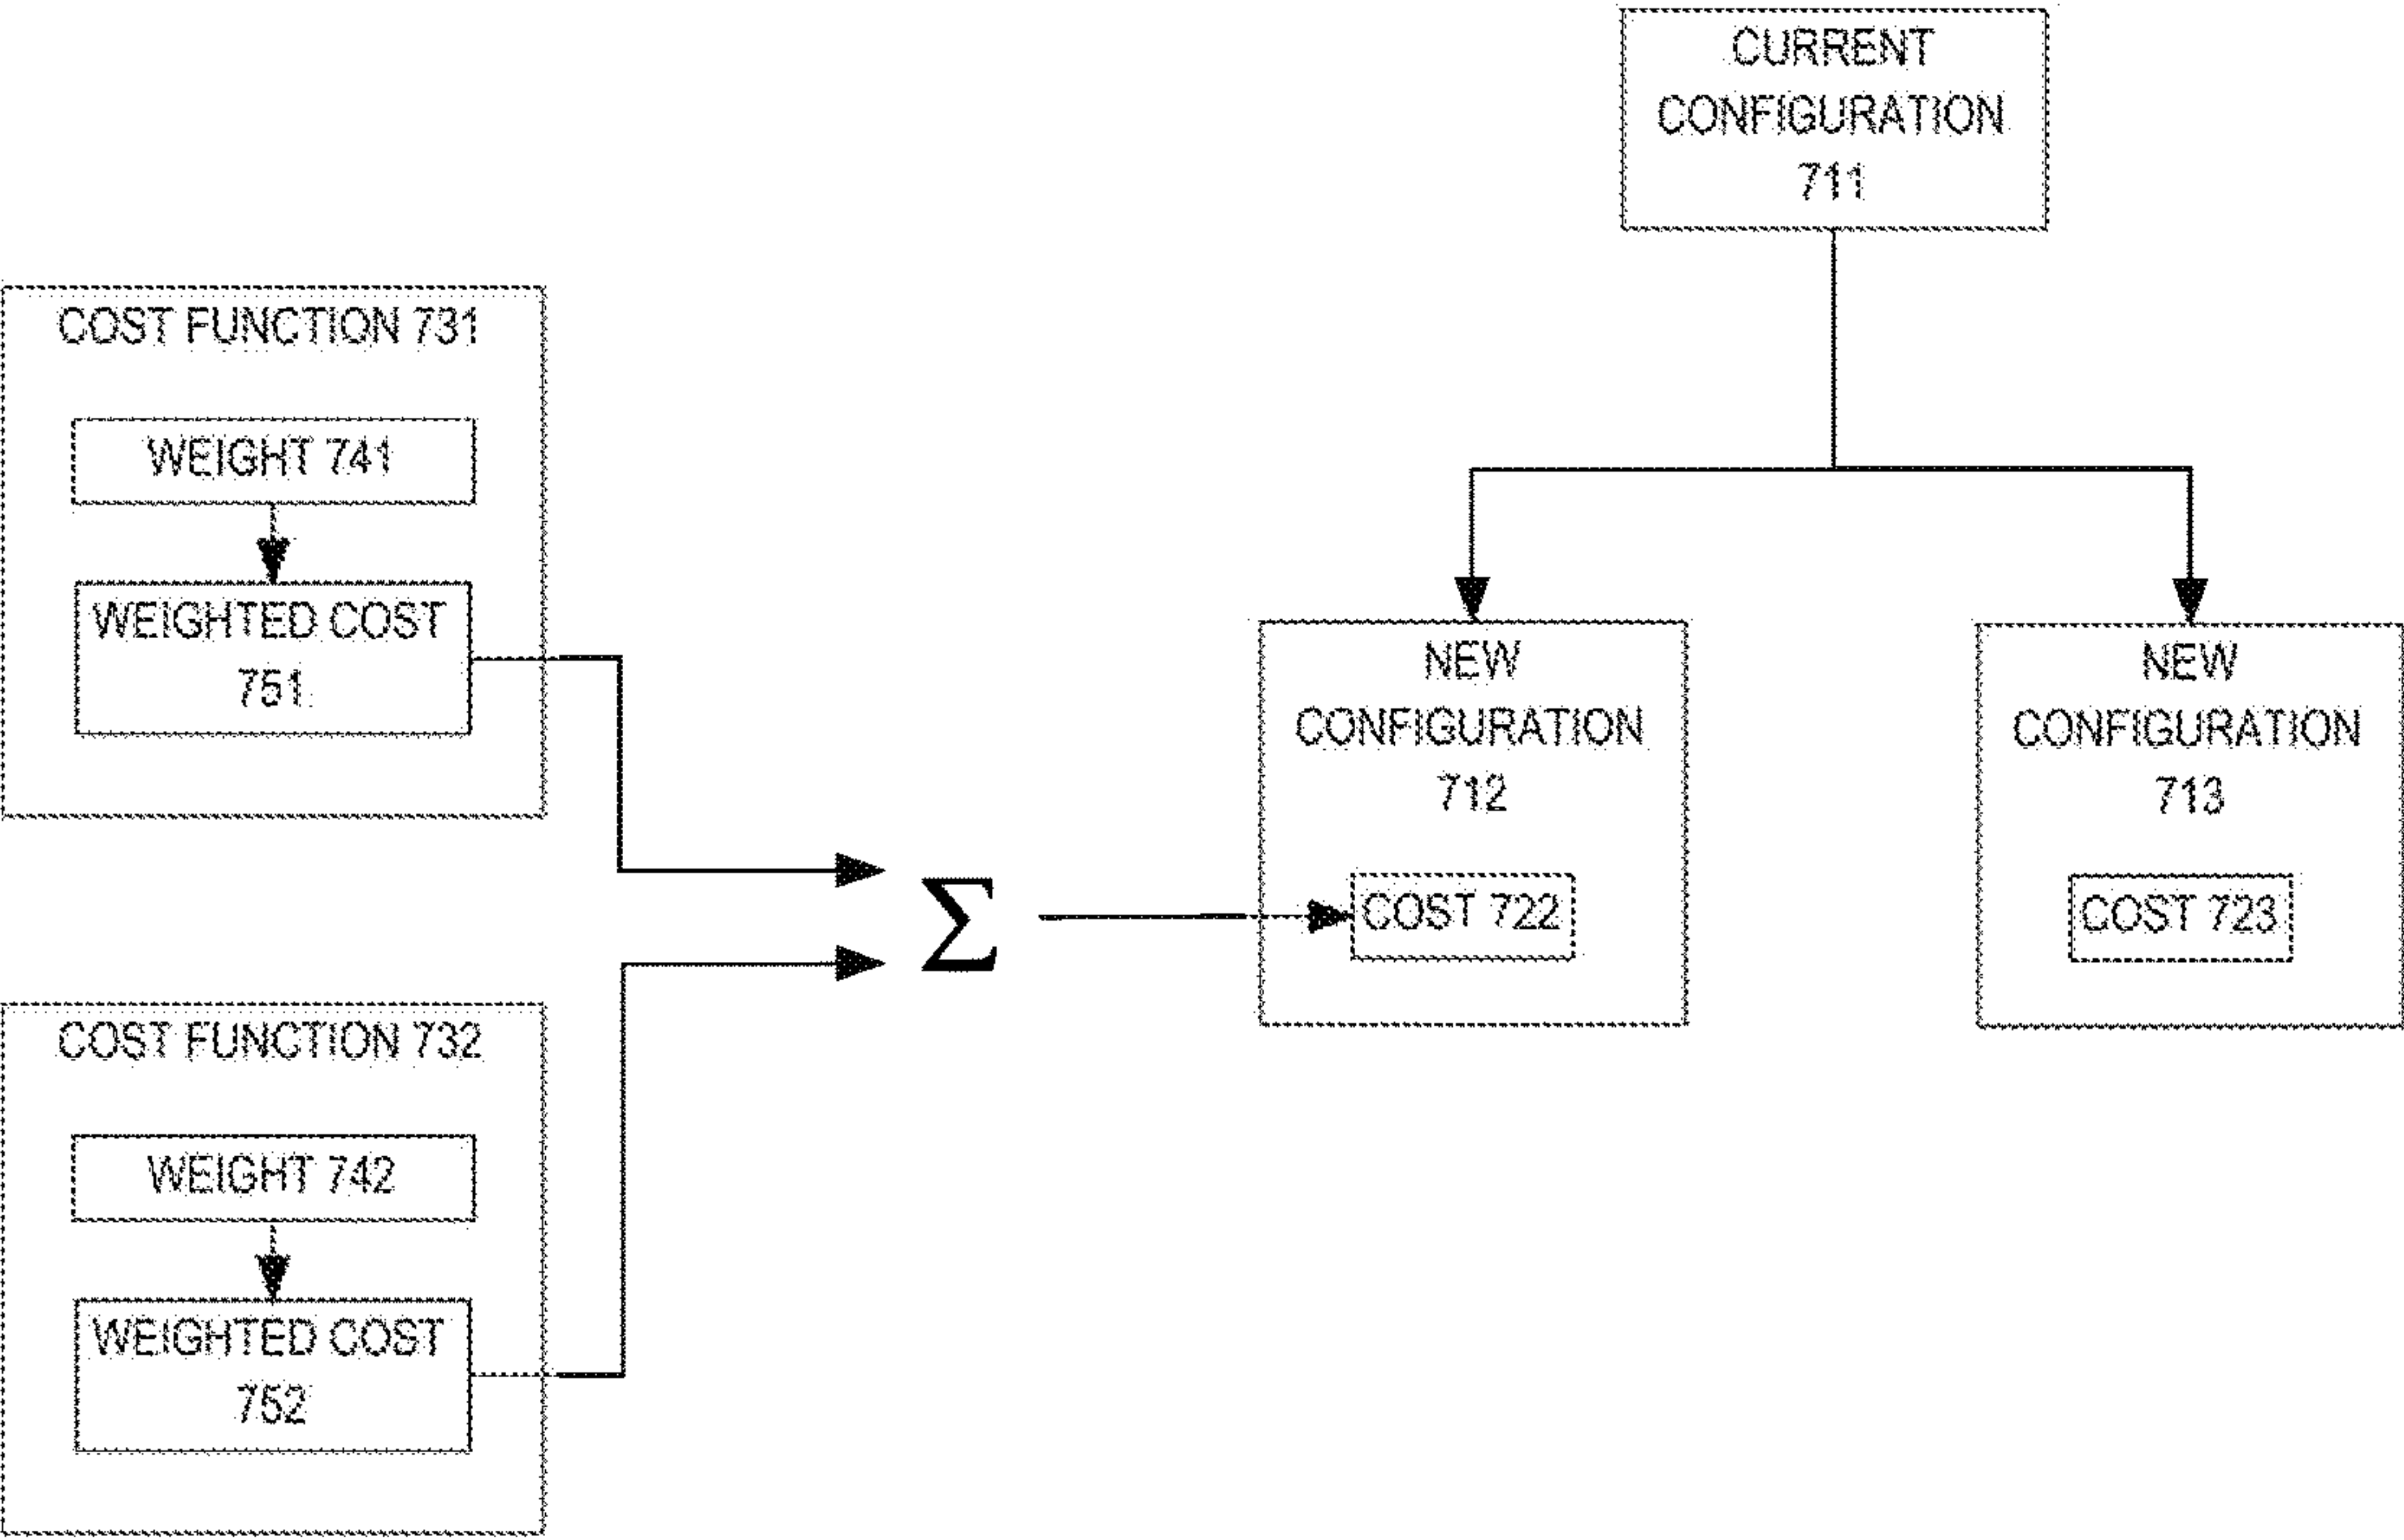 CURRENT
CONFIGURATION
711
COST FUNCTION 731
WEIGHT 741
WEIGHTED COST
751
NEW
CONFIGURATION
712
COST 722
NEW
CONFIGURATION
713
COST 723
Σ
COST FUNCTION 732
WEIGHT 742
WEIGHTED COST
752